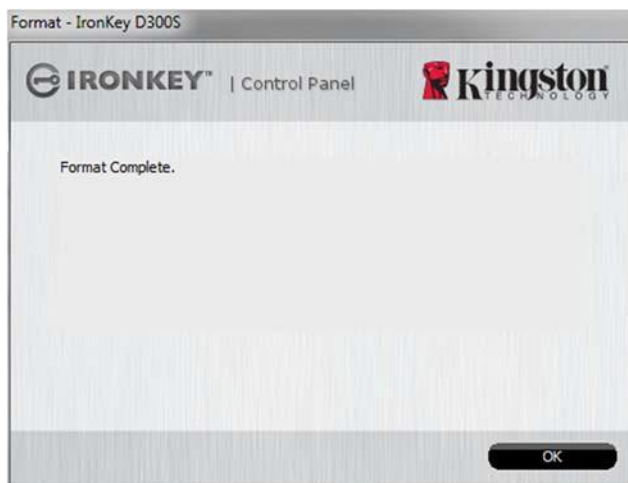 Format - IronKey D300S
IRONKEY™ | Control Panel
Kingston
TECHNOLOGY
Format Complete.
OK